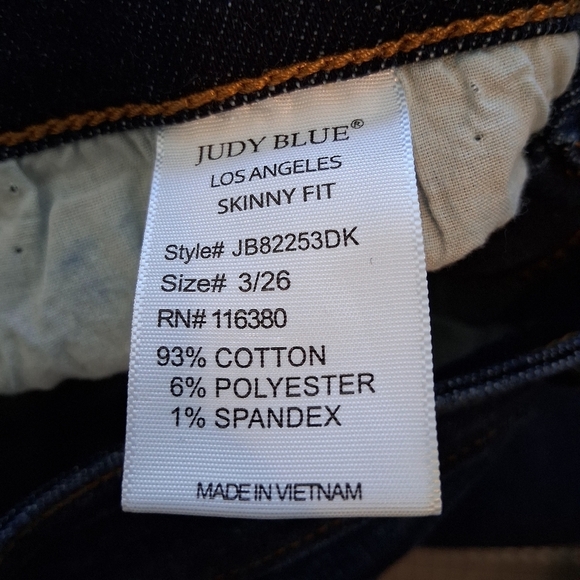 JUDY BLUE®
LOS ANGELES
SKINNY FIT
Style# JB82253DK
Size# 3/26
RN# 116380
93% COTTON
6% POLYESTER
1% SPANDEX
MADE IN VIETNAM